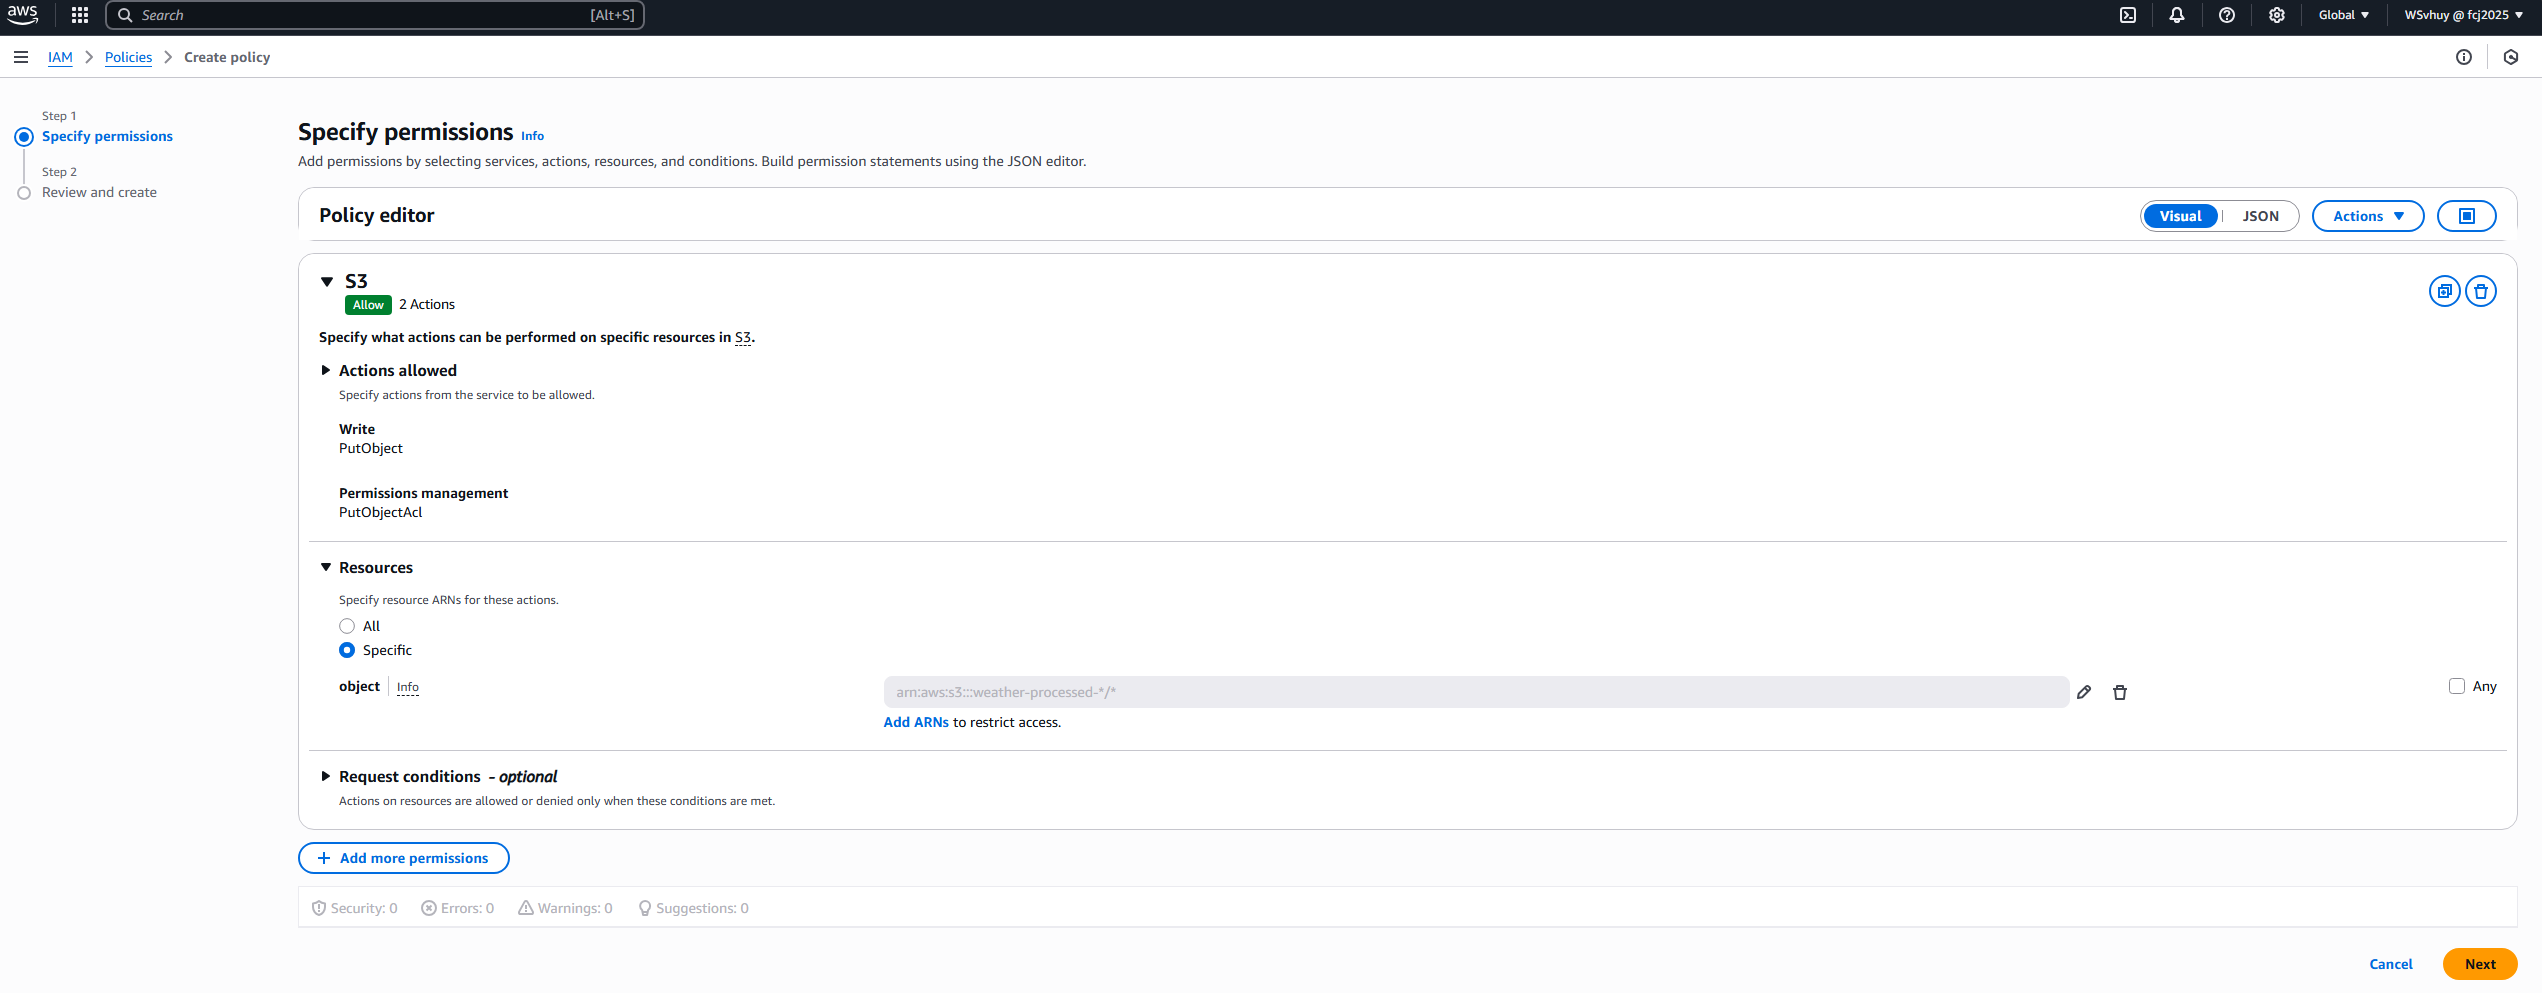 aws
Search [Alt+S]
Global
WSvhuy @ fcj2025
IAM
Policies
Create policy
Step 1
Specify permissions
Step 2
Review and create
Specify permissions Info
Add permissions by selecting services, actions, resources, and conditions. Build permission statements using the JSON editor.
Policy editor
Visual
JSON
Actions
S3
Allow 2 Actions
Specify what actions can be performed on specific resources in S3.
Actions allowed
Specify actions from the service to be allowed.
Write
PutObject
Permissions management
PutObjectAcl
Resources
Specify resource ARNs for these actions.
All
Specific
object Info
arn:aws:s3:::weather-processed-*/*
Any
Add ARNs to restrict access.
Request conditions - optional
Actions on resources are allowed or denied only when these conditions are met.
Add more permissions
Security: 0
Errors: 0
Warnings: 0
Suggestions: 0
Cancel
Next